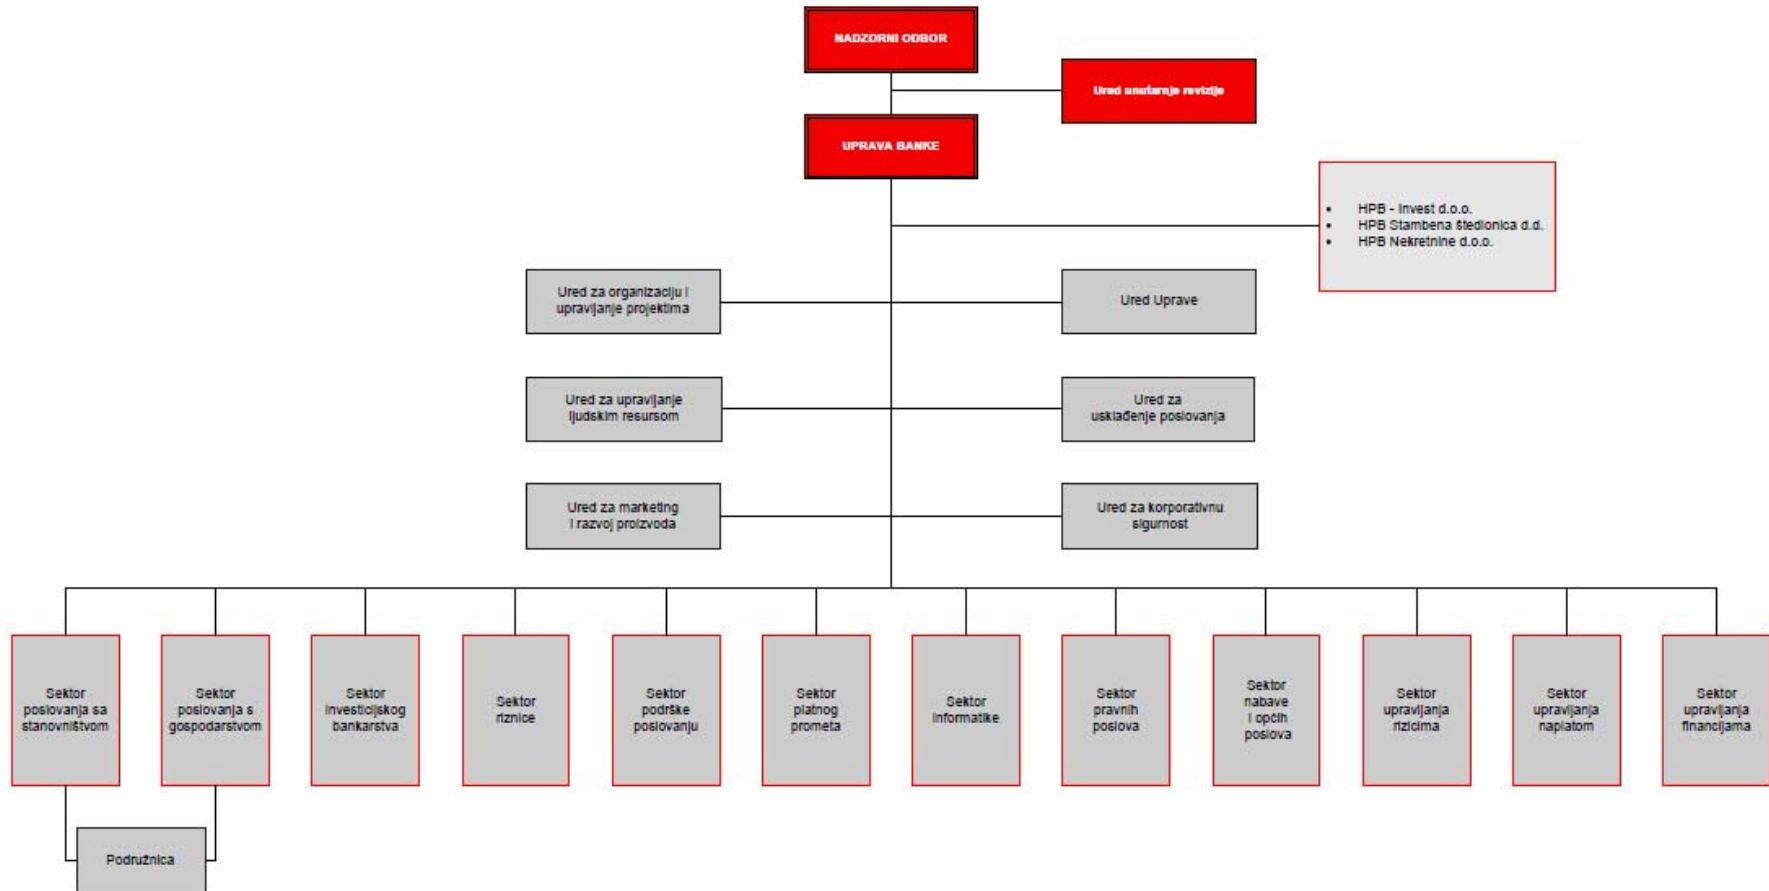 NADZORNI ODBOR
Ured unutarnje revizije
UPRAVA BANKE
• HPB - Invest d.o.o.
• HPB Stambena štedionica d.d.
• HPB Nekretnine d.o.o.
Ured za organizaciju i
upravljanje projektima
Ured Uprave
Ured za upravljanje
ljudskim resursom
Ured za
usklađenje poslovanja
Ured za marketing
i razvoj proizvoda
Ured za korporativnu
sigurnost
Sektor
poslovanja sa
stanovništvom
Sektor
poslovanja s
gospodarstvom
Sektor
investicijskog
bankarstva
Sektor
riznice
Sektor
podrške
poslovanju
Sektor
platnog
prometa
Sektor
informatike
Sektor
pravnih
poslova
Sektor
nabave
i općih
poslova
Sektor
upravljanja
rizicima
Sektor
upravljanja
naplatom
Sektor
upravljanja
financijama
Podružnica